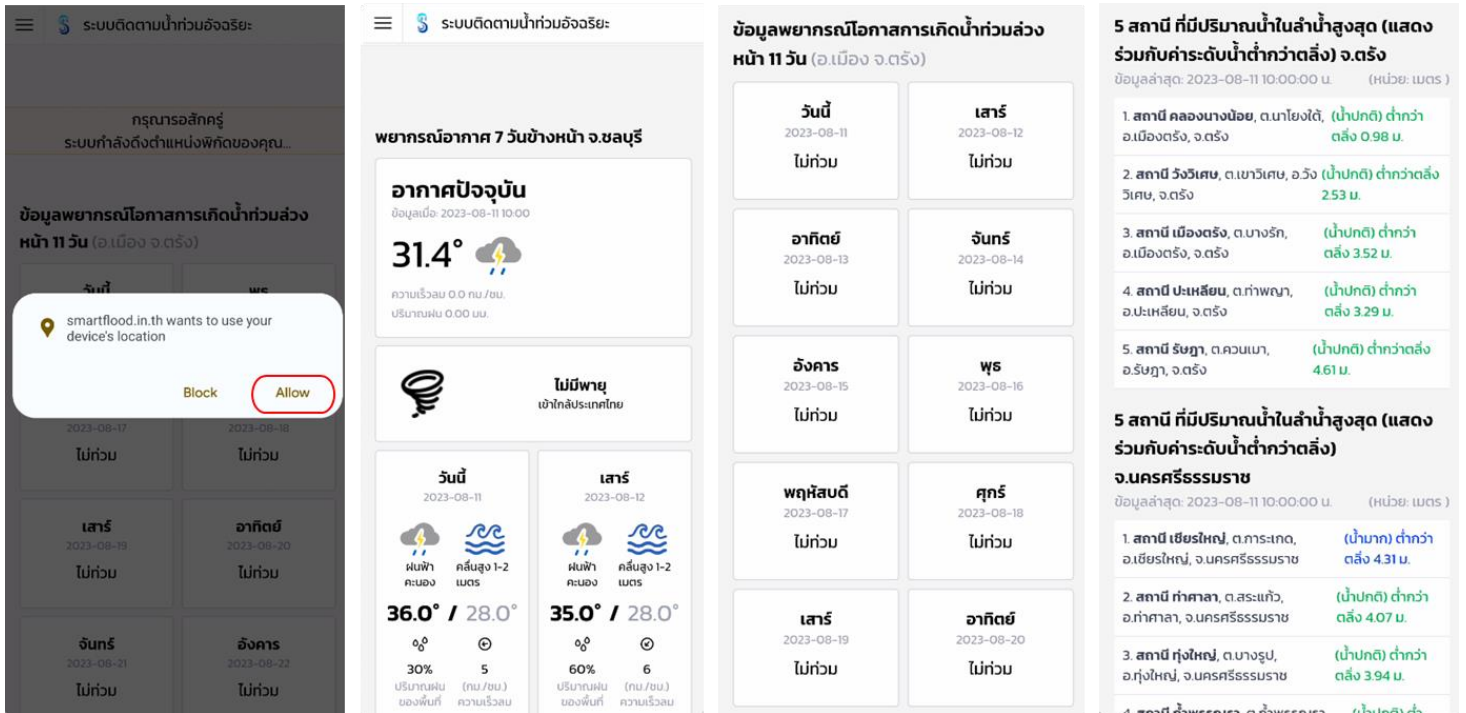 ระบบติดตามน้ำท่วมอัจฉริยะ
กรุณารอสักครู่
ระบบกำลังดึงตำแหน่งพิกัดของคุณ...
ข้อมูลพยากรณ์โอกาสการเกิดน้ำท่วมล่วง
หน้า 11 วัน (อ.เมือง จ.ตรัง)
วันนี้ พุธ
smartflood.in.th wants to use your
device's location
Block Allow
2023-08-17 2023-08-18
ไม่ท่วม ไม่ท่วม
เสาร์ อาทิตย์
2023-08-19 2023-08-20
ไม่ท่วม ไม่ท่วม
จันทร์ อังคาร
2023-08-21 2023-08-22
ไม่ท่วม ไม่ท่วม
ระบบติดตามน้ำท่วมอัจฉริยะ
พยากรณ์อากาศ 7 วันข้างหน้า จ.ชลบุรี
อากาศปัจจุบัน
ข้อมูลเมื่อ: 2023-08-11 10:00
31.4°
ความเร็วลม 0.0 กม./ชม.
ปริมาณฝน 0.00 มม.
ไม่มีพายุ
เข้าใกล้ประเทศไทย
วันนี้ เสาร์
2023-08-11 2023-08-12
ฝนฟ้า คลื่นสูง 1-2 ฝนฟ้า คลื่นสูง 1-2
คะนอง เมตร คะนอง เมตร
36.0° / 28.0° 35.0° / 28.0°
30% 5 60% 6
ปริมาณฝน (กม./ชม.) ปริมาณฝน (กม./ชม.)
ของพื้นที่ ความเร็วลม ของพื้นที่ ความเร็วลม
ข้อมูลพยากรณ์โอกาสการเกิดน้ำท่วมล่วง
หน้า 11 วัน (อ.เมือง จ.ตรัง)
วันนี้ เสาร์
2023-08-11 2023-08-12
ไม่ท่วม ไม่ท่วม
อาทิตย์ จันทร์
2023-08-13 2023-08-14
ไม่ท่วม ไม่ท่วม
อังคาร พุธ
2023-08-15 2023-08-16
ไม่ท่วม ไม่ท่วม
พฤหัสบดี ศุกร์
2023-08-17 2023-08-18
ไม่ท่วม ไม่ท่วม
เสาร์ อาทิตย์
2023-08-19 2023-08-20
ไม่ท่วม ไม่ท่วม
5 สถานี ที่มีปริมาณน้ำในลำน้ำสูงสุด (แสดง
ร่วมกับค่าระดับน้ำต่ำกว่าตลิ่ง) จ.ตรัง
ข้อมูลล่าสุด: 2023-08-11 10:00:00 น. (หน่วย: เมตร )
1. สถานี คลองนางน้อย, ต.นาโยงใต้, (น้ำปกติ) ต่ำกว่า
อ.เมืองตรัง, จ.ตรัง ตลิ่ง 0.98 ม.
2. สถานี วังวิเศษ, ต.เขาวิเศษ, อ.วัง (น้ำปกติ) ต่ำกว่าตลิ่ง
วิเศษ, จ.ตรัง 2.53 ม.
3. สถานี เมืองตรัง, ต.บางรัก, (น้ำปกติ) ต่ำกว่า
อ.เมืองตรัง, จ.ตรัง ตลิ่ง 3.52 ม.
4. สถานี ปะเหลียน, ต.ท่าพญา, (น้ำปกติ) ต่ำกว่า
อ.ปะเหลียน, จ.ตรัง ตลิ่ง 3.29 ม.
5. สถานี รัษฎา, ต.ควนเมา, (น้ำปกติ) ต่ำกว่าตลิ่ง
อ.รัษฎา, จ.ตรัง 4.61 ม.
5 สถานี ที่มีปริมาณน้ำในลำน้ำสูงสุด (แสดง
ร่วมกับค่าระดับน้ำต่ำกว่าตลิ่ง)
จ.นครศรีธรรมราช
ข้อมูลล่าสุด: 2023-08-11 10:00:00 น. (หน่วย: เมตร )
1. สถานี เชียรใหญ่, ต.การะเกด, (น้ำมาก) ต่ำกว่า
อ.เชียรใหญ่, จ.นครศรีธรรมราช ตลิ่ง 4.31 ม.
2. สถานี ท่าศาลา, ต.สระแก้ว, (น้ำปกติ) ต่ำกว่า
อ.ท่าศาลา, จ.นครศรีธรรมราช ตลิ่ง 4.07 ม.
3. สถานี ทุ่งใหญ่, ต.บางรูป, (น้ำปกติ) ต่ำกว่า
อ.ทุ่งใหญ่, จ.นครศรีธรรมราช ตลิ่ง 3.94 ม.